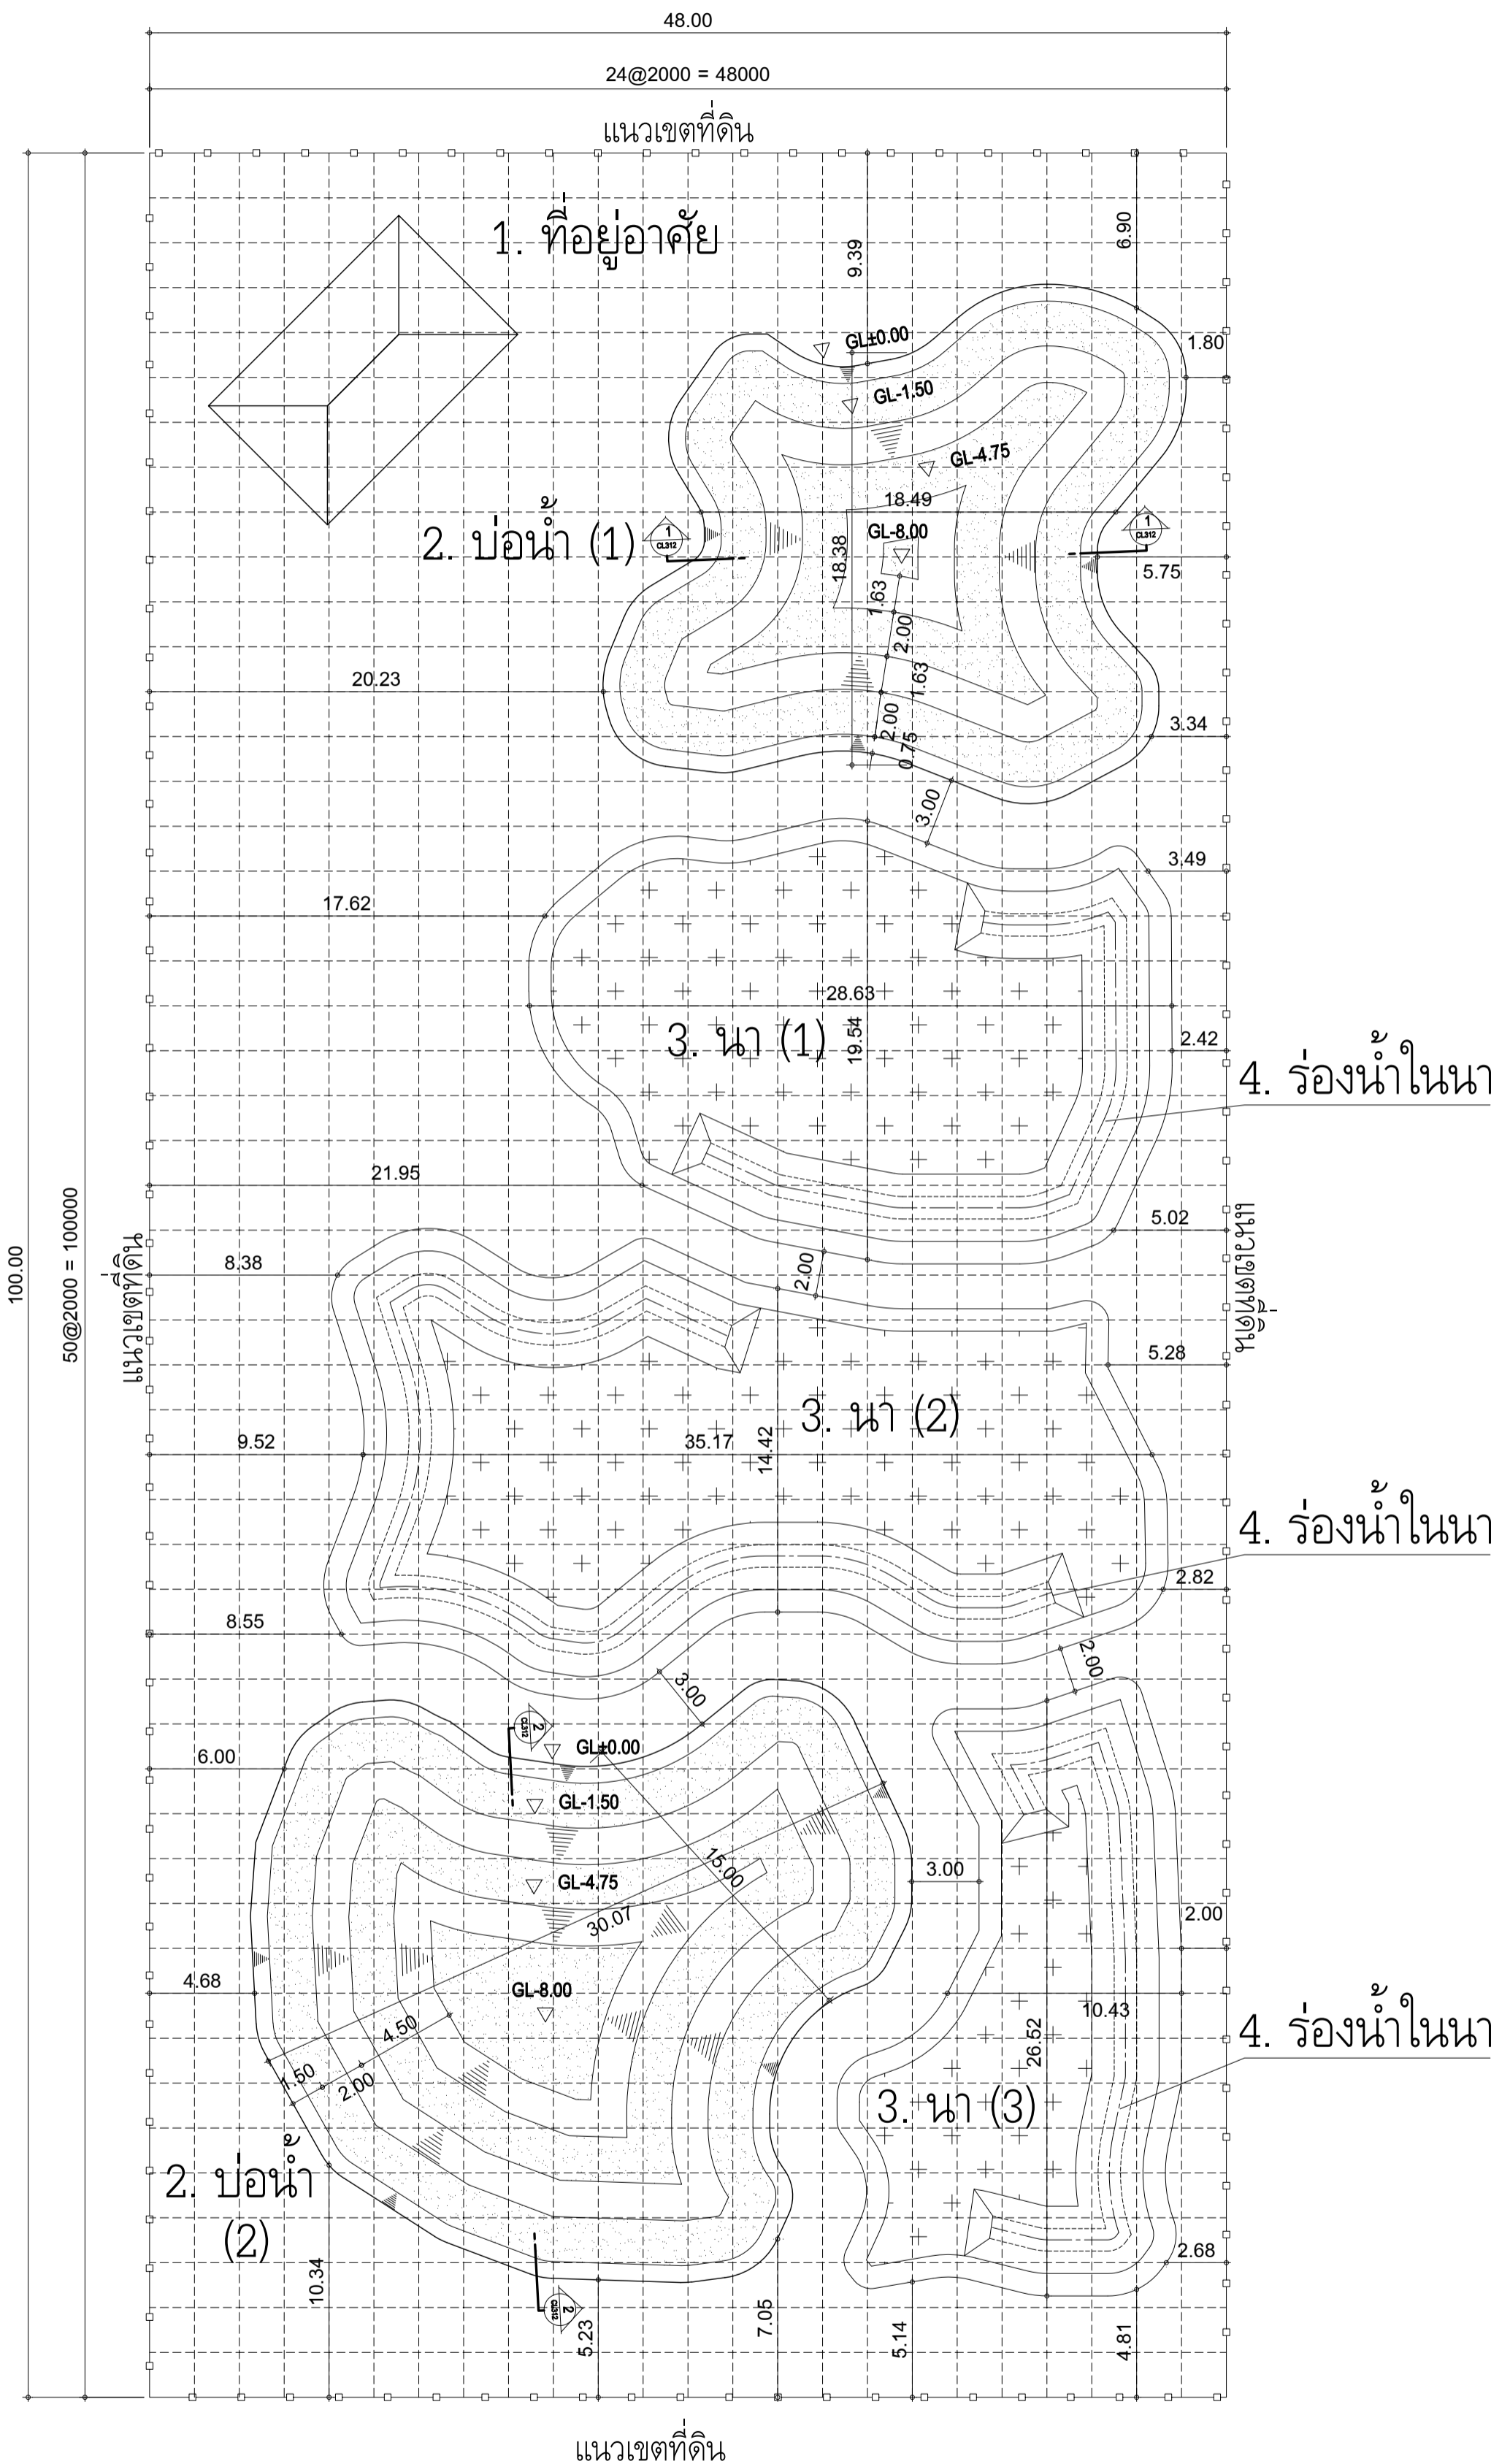 48.00
24@2000 = 48000
แนวเขตที่ดิน
1. ที่อยู่อาศัย
9.39
6.90
1.80
GL±0.00
GL-1.50
GL-4.75
18.49
2. บ่อน้ำ (1)
1
CL312
GL-8.00
1
CL312
18.38
5.75
1.63
2.00
1.63
20.23
2.00
0.75
3.34
3.00
3.49
17.62
28.63
3. นา (1)
19.54
2.42
4. ร่องน้ำในนา
21.95
5.02
100.00
50@2000 = 100000
แนวเขตที่ดิน
แนวเขตที่ดิน
8.38
2.00
5.28
3. นา (2)
9.52
35.17
14.42
4. ร่องน้ำในนา
2.82
8.55
2.00
3.00
2
CL312
GL±0.00
6.00
GL-1.50
15.00
3.00
GL-4.75
30.07
2.00
4.68
GL-8.00
10.43
4.50
26.52
4. ร่องน้ำในนา
1.50
2.00
3. นา (3)
2. บ่อน้ำ
(2)
10.34
2.68
2
CL312
5.23
7.05
5.14
4.81
แนวเขตที่ดิน